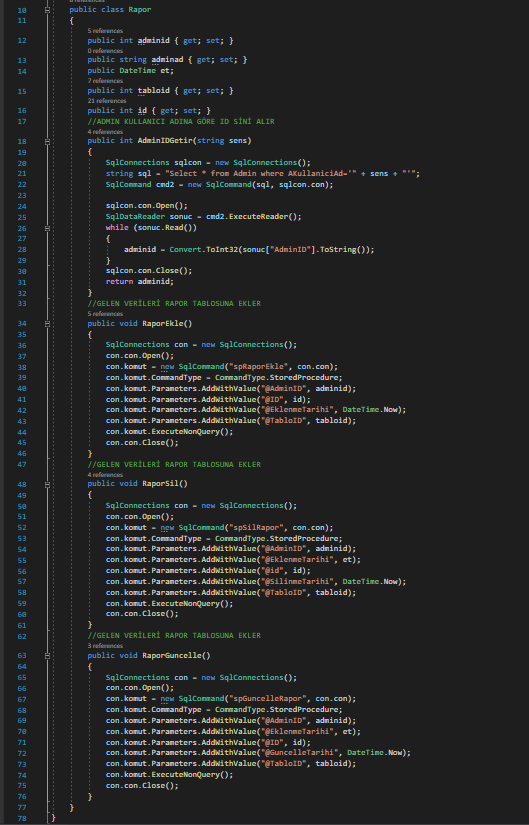 10 public class Rapor
11 {
5 references
12 public int adminid { get; set; }
0 references
13 public string adminad { get; set; }
14 public DateTime et;
7 references
15 public int tabloid { get; set; }
21 references
16 public int id { get; set; }
17 //ADMIN KULLANICI ADINA GÖRE ID SİNİ ALIR
4 references
18 public int AdminIDGetir(string sens)
19 {
20 SqlConnections sqlcon = new SqlConnections();
21 string sql = "Select * from Admin where AKullaniciAd='" + sens + "'";
22 SqlCommand cmd2 = new SqlCommand(sql, sqlcon.con);
23
24 sqlcon.con.Open();
25 SqlDataReader sonuc = cmd2.ExecuteReader();
26 while (sonuc.Read())
27 {
28 adminid = Convert.ToInt32(sonuc["AdminID"].ToString());
29 }
30 sqlcon.con.Close();
31 return adminid;
32 }
33 //GELEN VERİLERİ RAPOR TABLOSUNA EKLER
5 references
34 public void RaporEkle()
35 {
36 SqlConnections con = new SqlConnections();
37 con.con.Open();
38 con.komut = new SqlCommand("spRaporEkle", con.con);
39 con.komut.CommandType = CommandType.StoredProcedure;
40 con.komut.Parameters.AddWithValue("@AdminID", adminid);
41 con.komut.Parameters.AddWithValue("@ID", id);
42 con.komut.Parameters.AddWithValue("@EklenmeTarihi", DateTime.Now);
43 con.komut.Parameters.AddWithValue("@TabloID", tabloid);
44 con.komut.ExecuteNonQuery();
45 con.con.Close();
46 }
47 //GELEN VERİLERİ RAPOR TABLOSUNA EKLER
4 references
48 public void RaporSil()
49 {
50 SqlConnections con = new SqlConnections();
51 con.con.Open();
52 con.komut = new SqlCommand("spSilRapor", con.con);
53 con.komut.CommandType = CommandType.StoredProcedure;
54 con.komut.Parameters.AddWithValue("@AdminID", adminid);
55 con.komut.Parameters.AddWithValue("@EklenmeTarihi", et);
56 con.komut.Parameters.AddWithValue("@id", id);
57 con.komut.Parameters.AddWithValue("@SilinmeTarihi", DateTime.Now);
58 con.komut.Parameters.AddWithValue("@TabloID", tabloid);
59 con.komut.ExecuteNonQuery();
60 con.con.Close();
61 }
62 //GELEN VERİLERİ RAPOR TABLOSUNA EKLER
3 references
63 public void RaporGuncelle()
64 {
65 SqlConnections con = new SqlConnections();
66 con.con.Open();
67 con.komut = new SqlCommand("spGuncelleRapor", con.con);
68 con.komut.CommandType = CommandType.StoredProcedure;
69 con.komut.Parameters.AddWithValue("@AdminID", adminid);
70 con.komut.Parameters.AddWithValue("@EklenmeTarihi", et);
71 con.komut.Parameters.AddWithValue("@ID", id);
72 con.komut.Parameters.AddWithValue("@GuncelleTarihi", DateTime.Now);
73 con.komut.Parameters.AddWithValue("@TabloID", tabloid);
74 con.komut.ExecuteNonQuery();
75 con.con.Close();
76 }
77 }
78 }